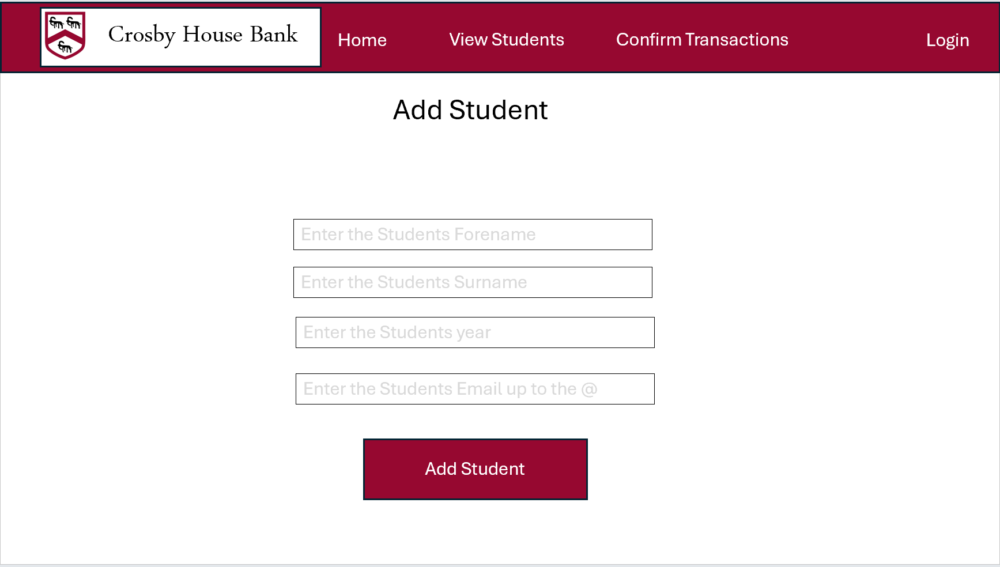 Crosby House Bank
Home
View Students
Confirm Transactions
Login
Add Student
Enter the Students Forename
Enter the Students Surname
Enter the Students year
Enter the Students Email up to the @
Add Student